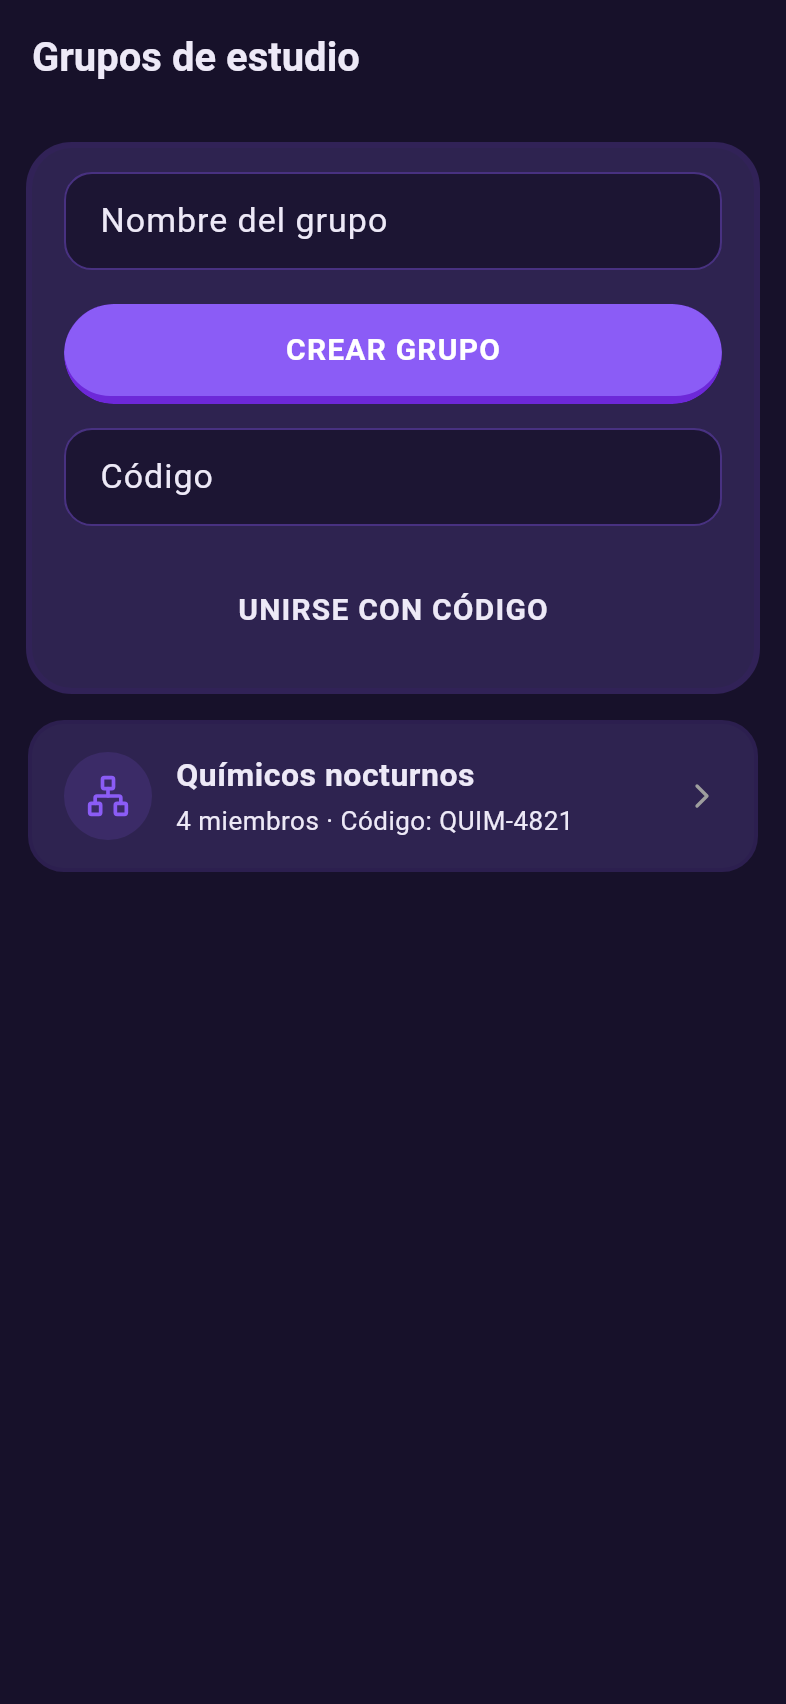 Grupos de estudio
Nombre del grupo
CREAR GRUPO
Código
UNIRSE CON CÓDIGO
Químicos nocturnos
4 miembros · Código: QUIM-4821